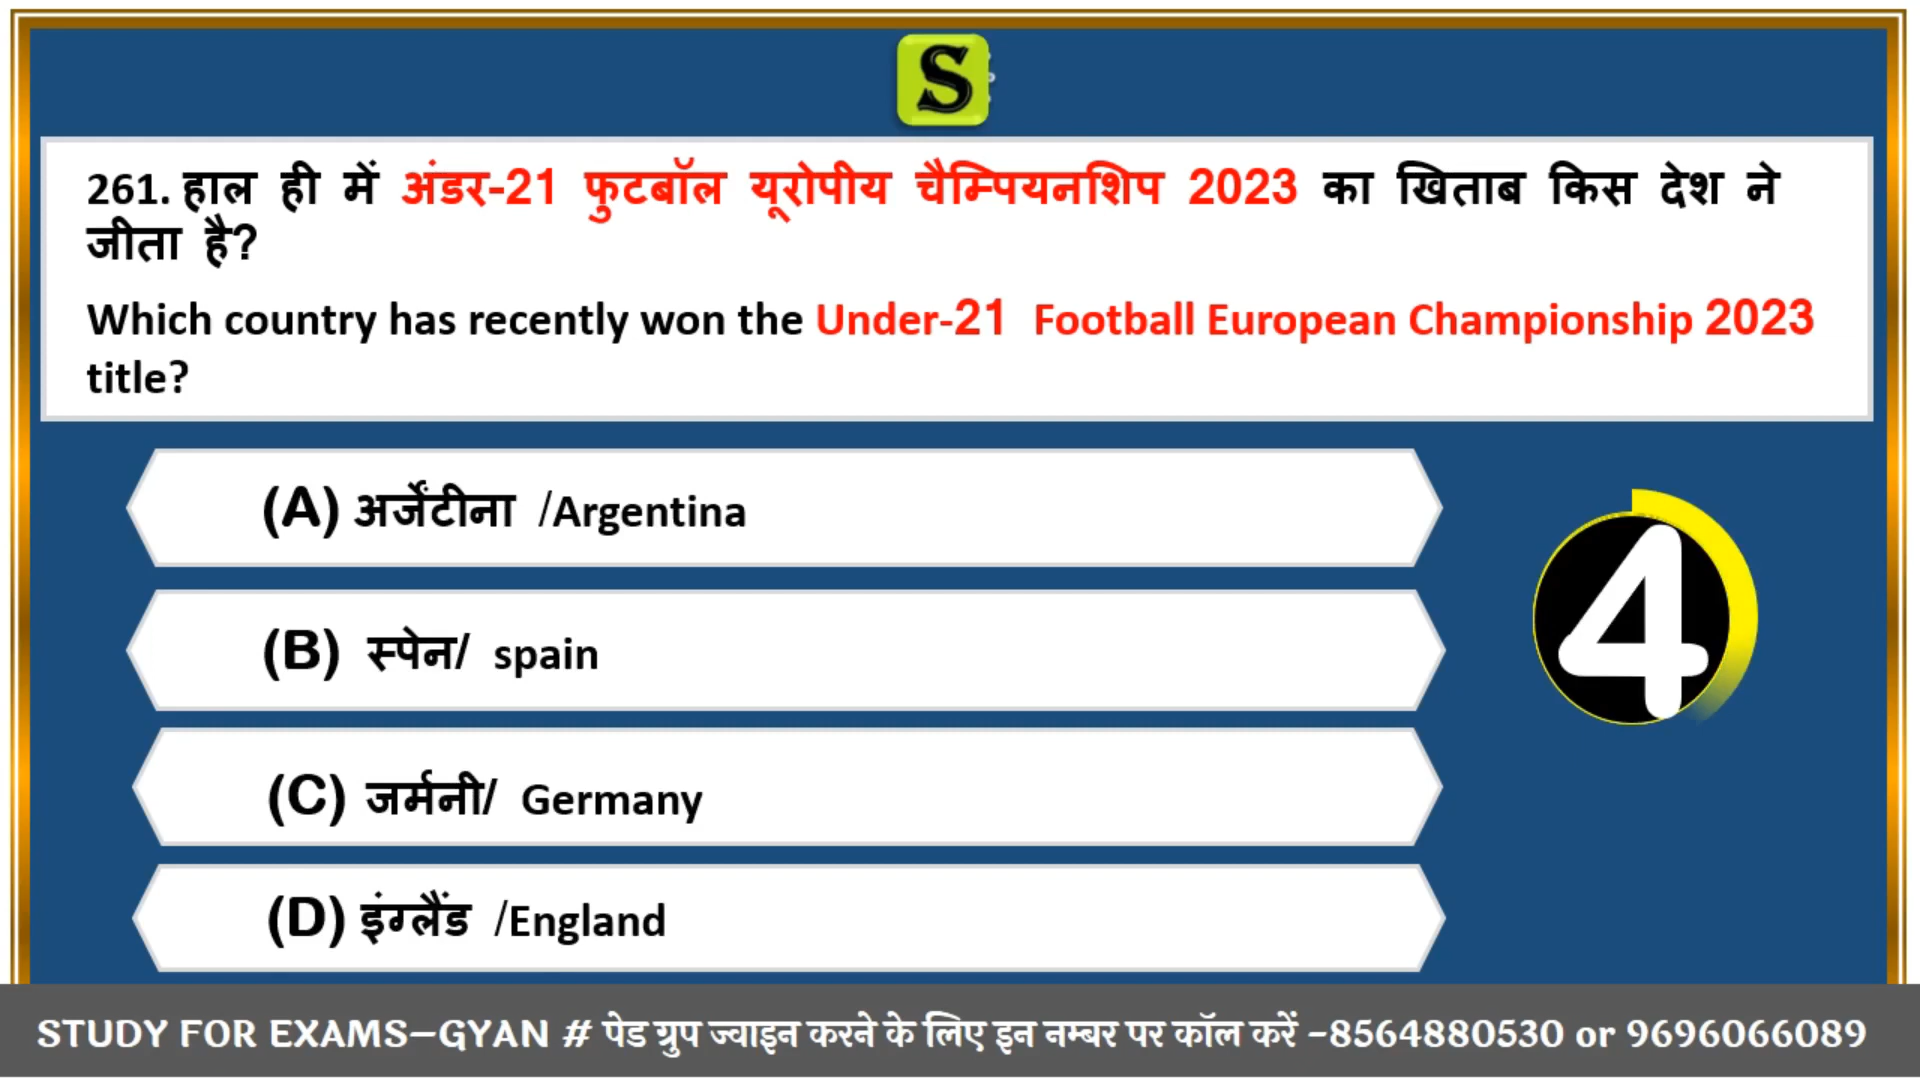 S
261. हाल ही में अंडर-21 फुटबॉल यूरोपीय चैम्पियनशिप 2023 का खिताब किस देश ने
जीता है?
Which country has recently won the Under-21 Football European Championship 2023
title?
(A) अर्जेंटीना /Argentina
(B) स्पेन/ spain
4
(C) जर्मनी/ Germany
(D) इंग्लैंड /England
STUDY FOR EXAMS–GYAN # पेड ग्रुप ज्वाइन करने के लिए इन नम्बर पर कॉल करें –8564880530 or 9696066089